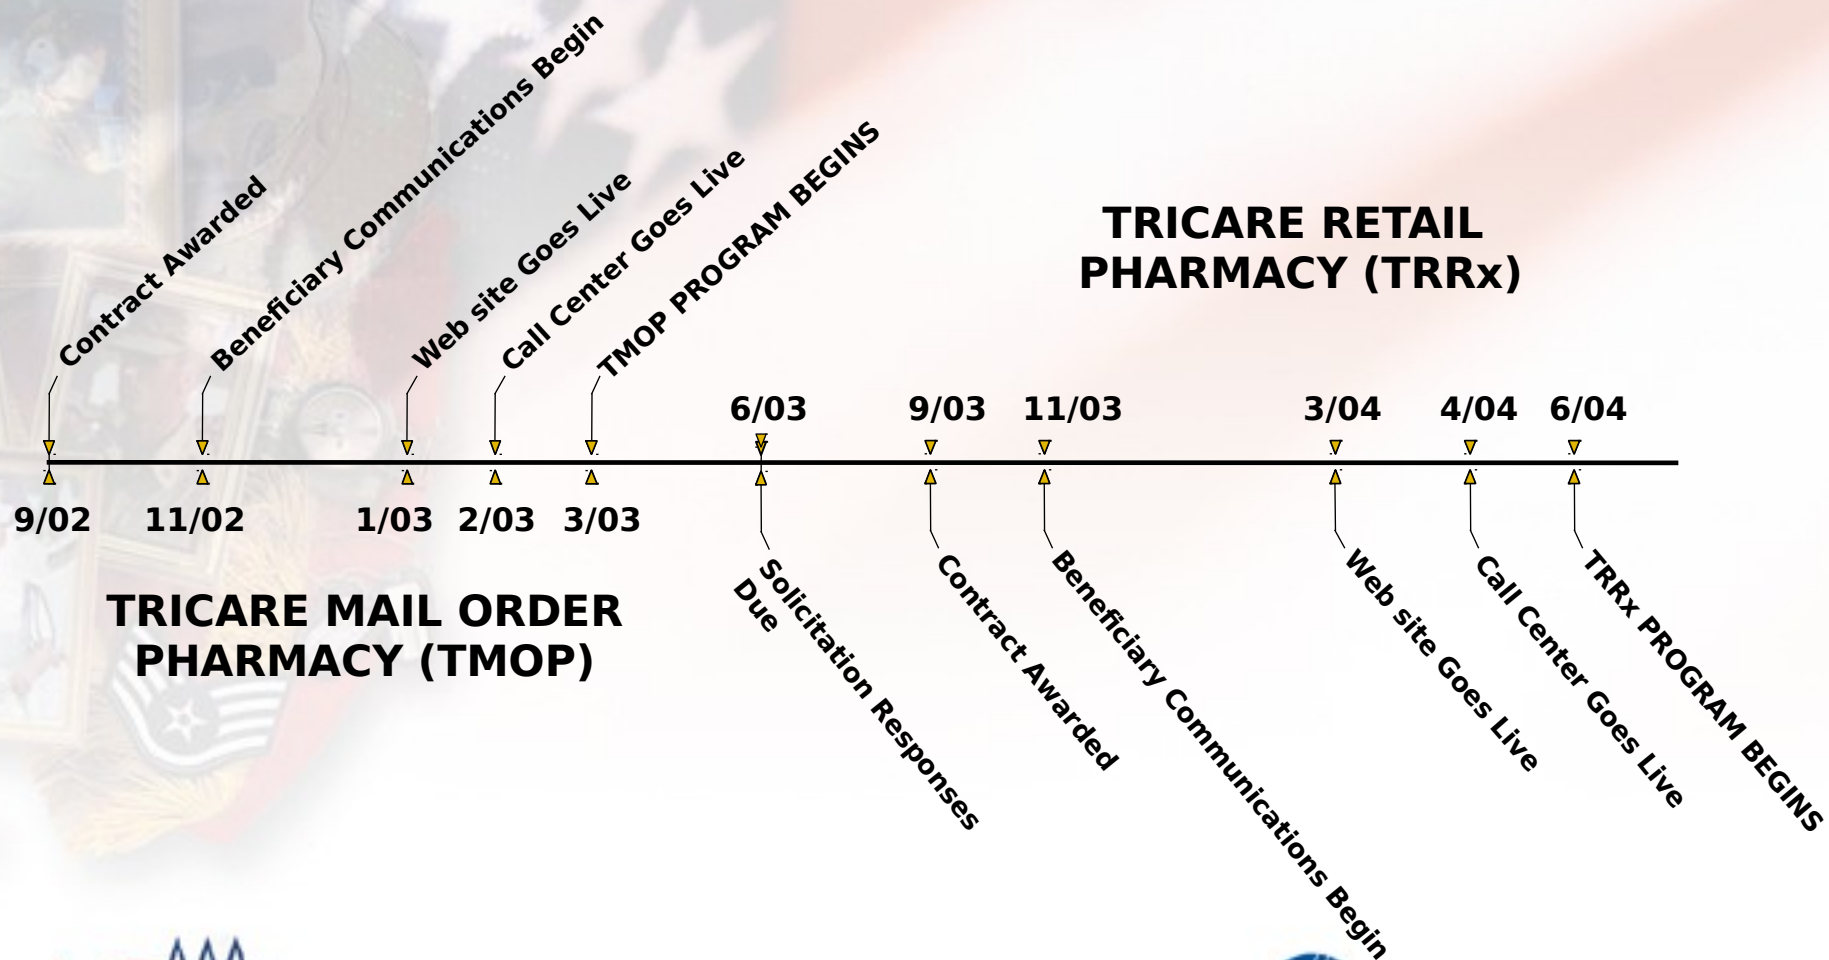 Contract Awarded
Beneficiary Communications Begin
Web site Goes Live
Call Center Goes Live
TMOP PROGRAM BEGINS
TRICARE RETAIL
PHARMACY (TRRx)
6/03
9/03
11/03
3/04
4/04
6/04
9/02
11/02
1/03
2/03
3/03
TRICARE MAIL ORDER
PHARMACY (TMOP)
Solicitation Responses
Due
Contract Awarded
Beneficiary Communications Begin
Web site Goes Live
Call Center Goes Live
TRRx PROGRAM BEGINS